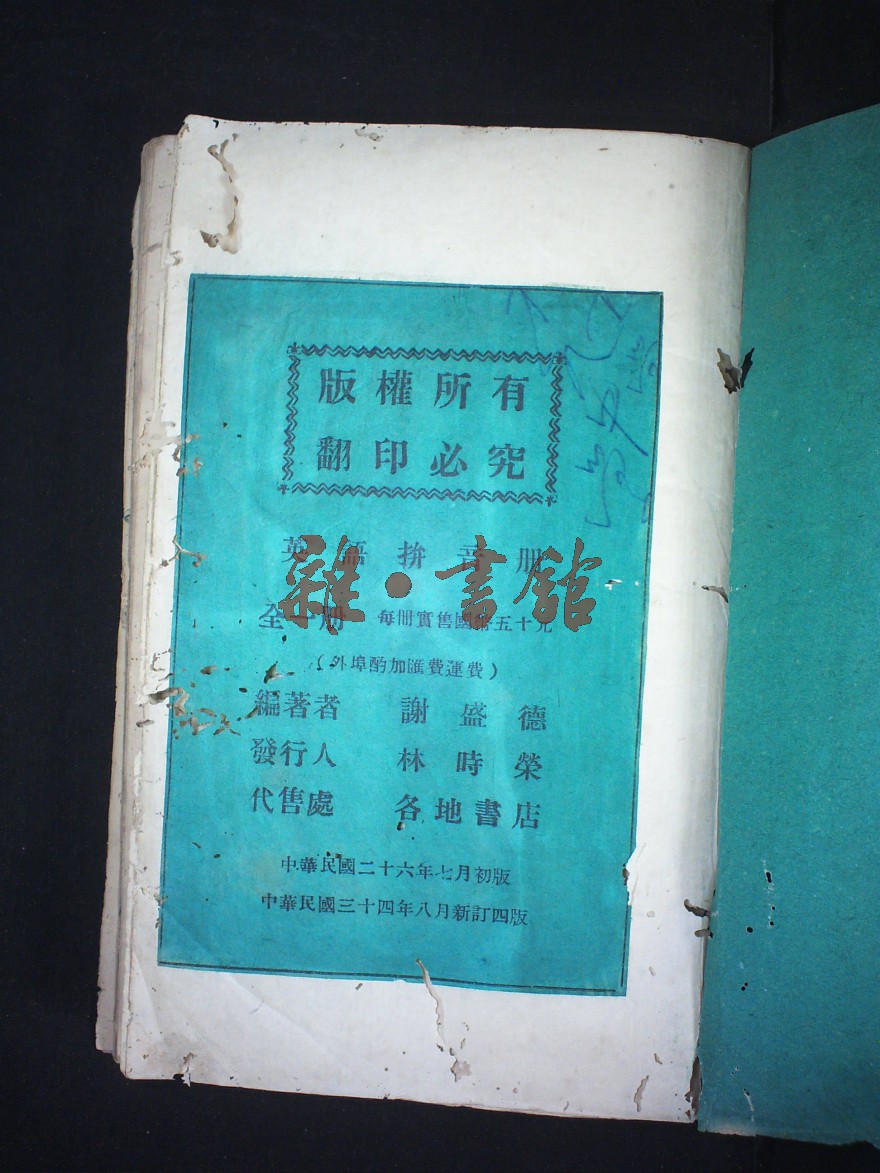 版權所有
翻印必究
英語拚音册
全一册 每冊實售國幣五十元
(外埠酌加匯費運費)
編著者 謝盛德
發行人 林時榮
代售處 各地書店
中華民國二十六年七月初版
中華民國三十四年八月新訂四版
雜·書館